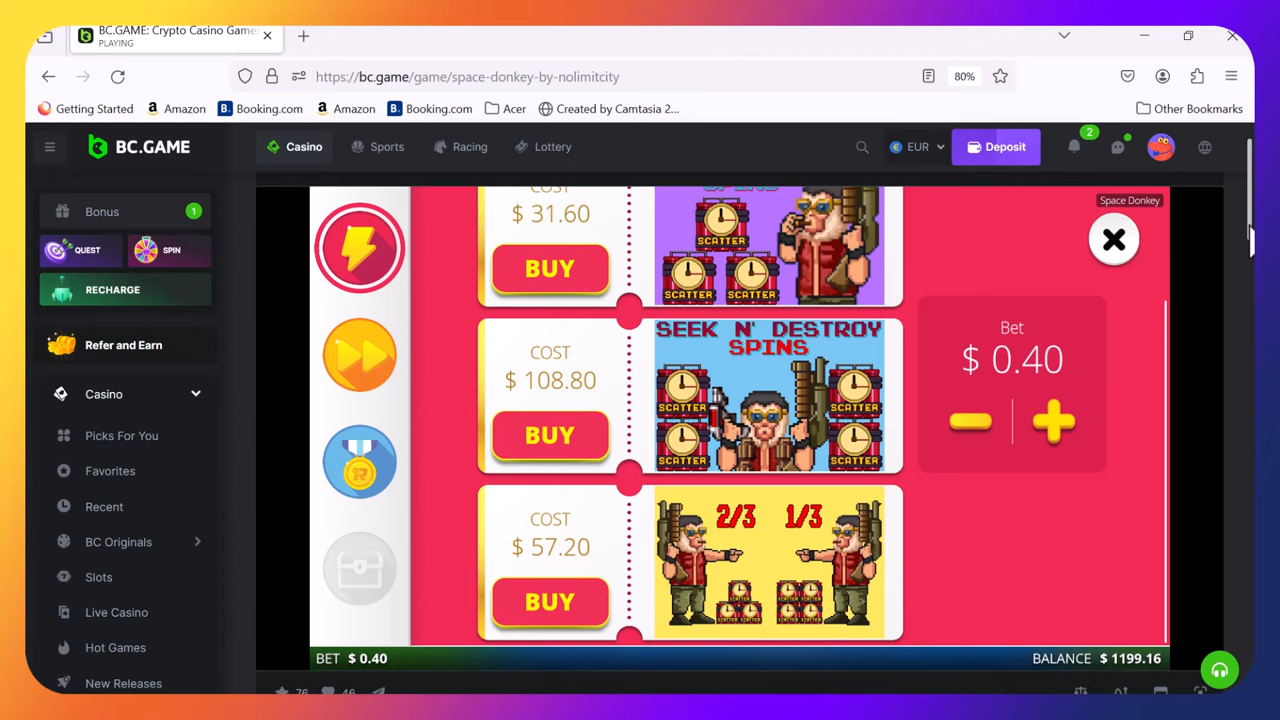 BC.GAME: Crypto Casino Game
PLAYING
https://bc.game/game/space-donkey-by-nolimitcity
80%
Getting Started
Amazon
Booking.com
Amazon
Booking.com
Acer
Created by Camtasia 2...
Other Bookmarks
BC.GAME
Casino
Sports
Racing
Lottery
EUR
Deposit
2
Bonus
1
QUEST
SPIN
RECHARGE
Refer and Earn
Casino
Picks For You
Favorites
Recent
BC Originals
Slots
Live Casino
Hot Games
New Releases
Space Donkey
COST
$ 31.60
BUY
SPINS
SCATTER
SCATTER
SCATTER
COST
$ 108.80
BUY
SEEK N' DESTROY
SPINS
SCATTER
SCATTER
SCATTER
SCATTER
COST
$ 57.20
BUY
2/3
1/3
Bet
$ 0.40
BET $ 0.40
BALANCE $ 1199.16
76
46